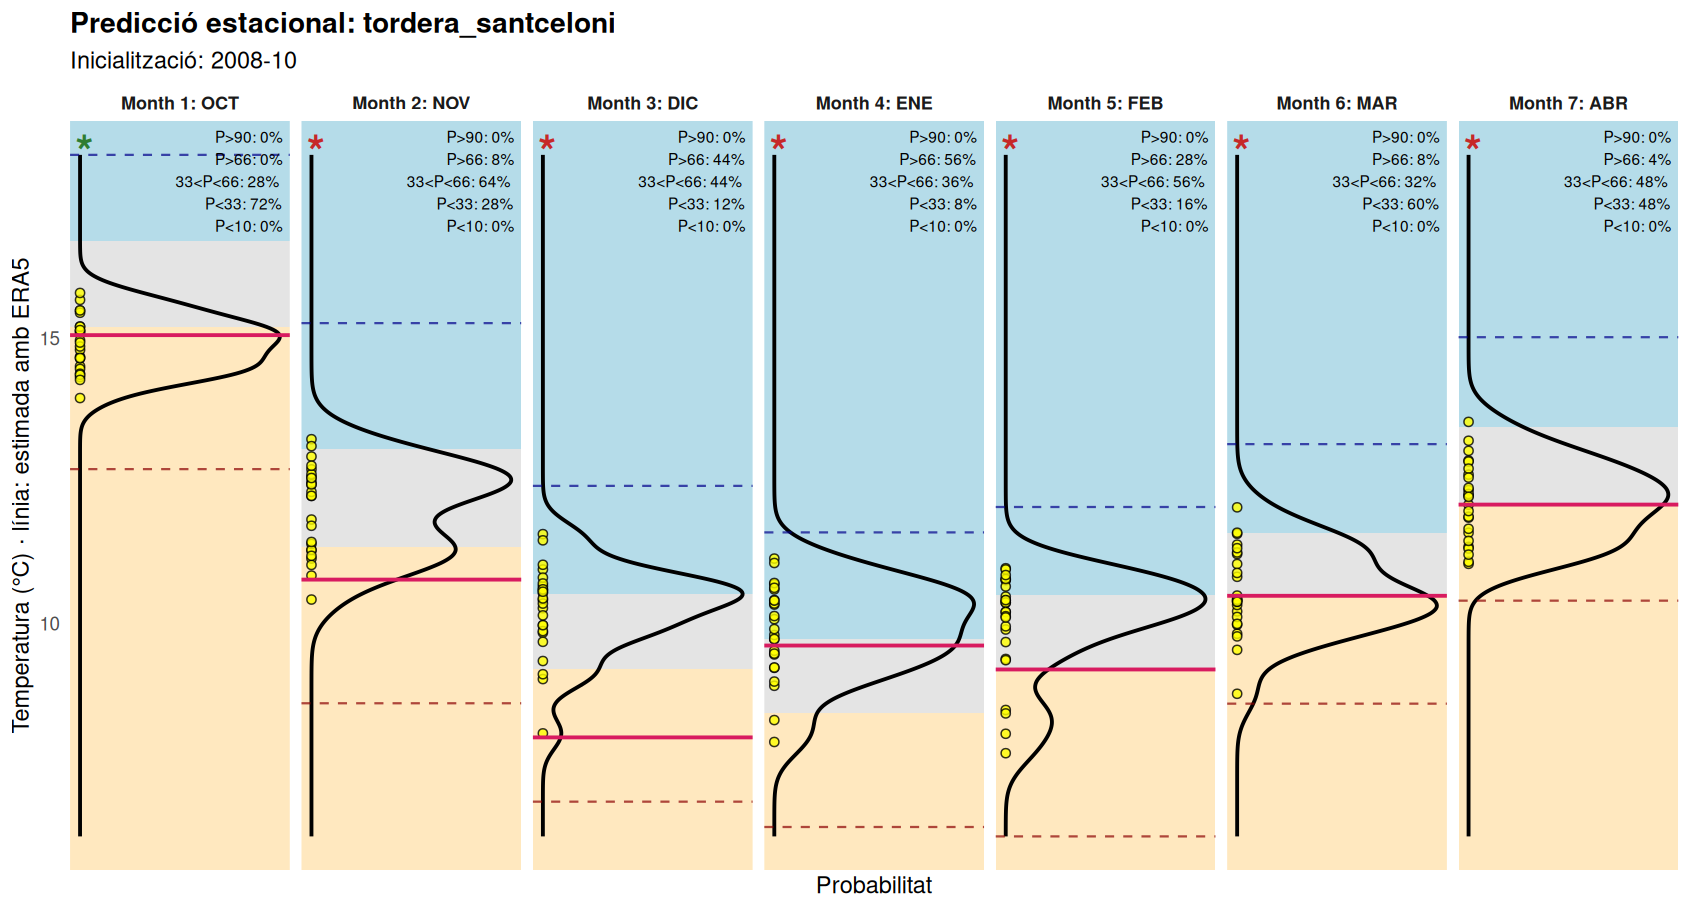 Predicció estacional: tordera_santceloni
Inicialització: 2008-10
Month 1: OCT
Month 2: NOV
Month 3: DIC
Month 4: ENE
Month 5: FEB
Month 6: MAR
Month 7: ABR
*
P>90: 0%
P>66: 0%
33<P<66: 28%
P<33: 72%
P<10: 0%
*
P>90: 0%
P>66: 8%
33<P<66: 64%
P<33: 28%
P<10: 0%
*
P>90: 0%
P>66: 44%
33<P<66: 44%
P<33: 12%
P<10: 0%
*
P>90: 0%
P>66: 56%
33<P<66: 36%
P<33: 8%
P<10: 0%
*
P>90: 0%
P>66: 28%
33<P<66: 56%
P<33: 16%
P<10: 0%
*
P>90: 0%
P>66: 8%
33<P<66: 32%
P<33: 60%
P<10: 0%
*
P>90: 0%
P>66: 4%
33<P<66: 48%
P<33: 48%
P<10: 0%
Temperatura (°C) · línia: estimada amb ERA5
15
10
Probabilitat